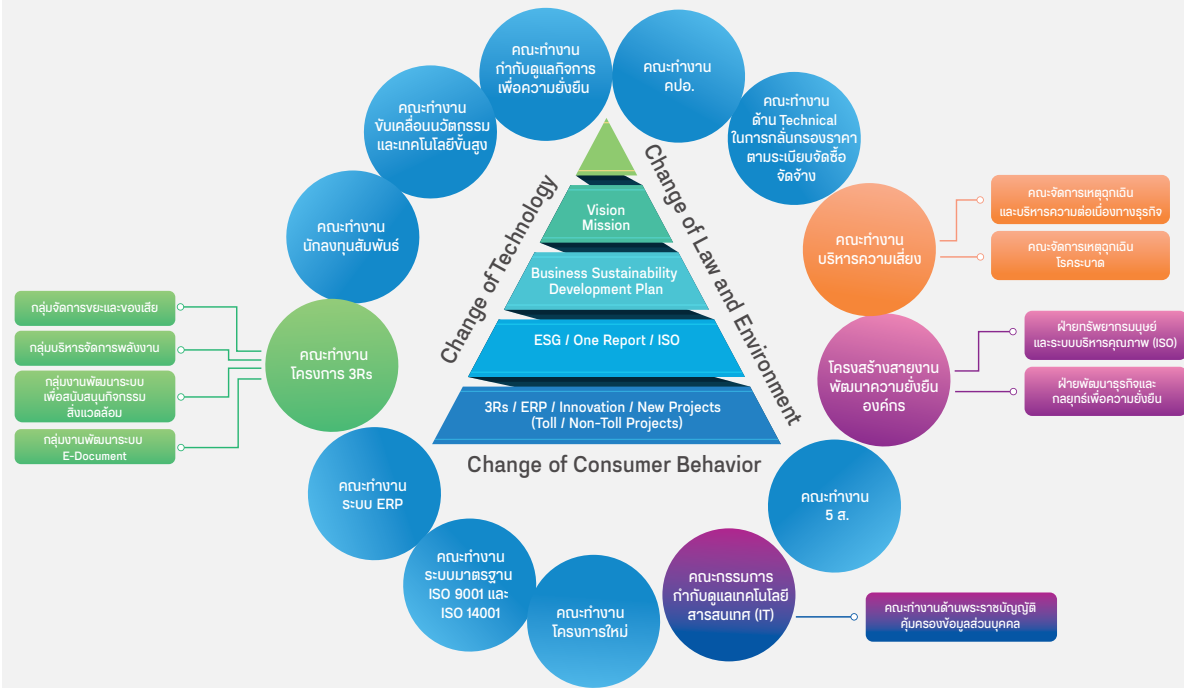 คณะทำงาน
กำกับดูแลกิจการ
เพื่อความยั่งยืน
คณะทำงาน
คปอ.
คณะทำงาน
ด้าน Technical
ในการกลั่นกรองราคา
ตามระเบียบจัดซื้อ
จัดจ้าง
คณะทำงาน
บริหารความเสี่ยง
คณะจัดการเหตุฉุกเฉิน
และบริหารความต่อเนื่องทางธุรกิจ
คณะจัดการเหตุฉุกเฉิน
โรคระบาด
โครงสร้างสายงาน
พัฒนาความยั่งยืน
องค์กร
ฝ่ายทรัพยากรมนุษย์
และระบบบริหารคุณภาพ (ISO)
ฝ่ายพัฒนาธุรกิจและ
กลยุทธ์เพื่อความยั่งยืน
คณะทำงาน
5 ส.
คณะกรรมการ
กำกับดูแลเทคโนโลยี
สารสนเทศ (IT)
คณะทำงานด้านพระราชบัญญัติ
คุ้มครองข้อมูลส่วนบุคคล
คณะทำงาน
โครงการใหม่
คณะทำงาน
ระบบมาตรฐาน
ISO 9001 และ
ISO 14001
คณะทำงาน
ระบบ ERP
คณะทำงาน
โครงการ 3Rs
กลุ่มจัดการขยะและของเสีย
กลุ่มบริหารจัดการพลังงาน
กลุ่มงานพัฒนาระบบ
เพื่อสนับสนุนกิจกรรม
สิ่งแวดล้อม
กลุ่มงานพัฒนาระบบ
E-Document
คณะทำงาน
นักลงทุนสัมพันธ์
คณะทำงาน
ขับเคลื่อนนวัตกรรม
และเทคโนโลยีขั้นสูง
Change of Technology
Change of Law and Environment
Vision
Mission
Business Sustainability
Development Plan
ESG / One Report / ISO
3Rs / ERP / Innovation / New Projects
(Toll / Non-Toll Projects)
Change of Consumer Behavior